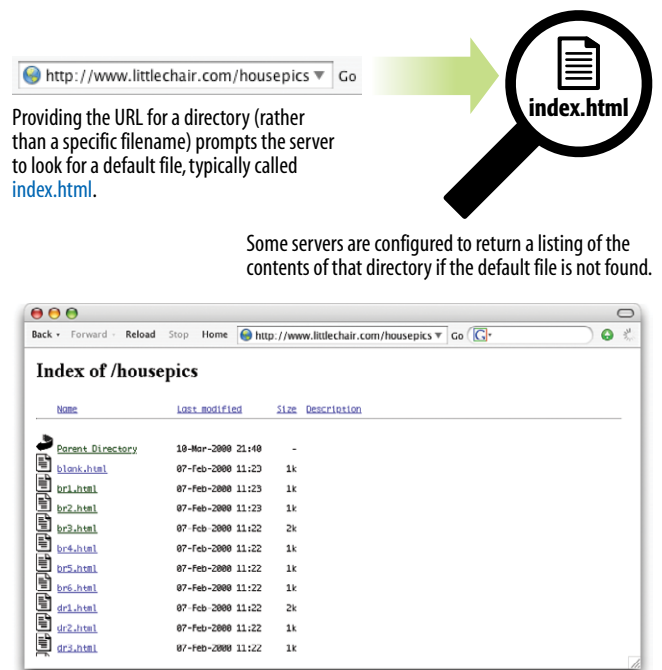 http://www.littlechair.com/housepics ▼ Go
index.html
Providing the URL for a directory (rather
than a specific filename) prompts the server
to look for a default file, typically called
index.html.
Some servers are configured to return a listing of the
contents of that directory if the default file is not found.
Back Forward Reload Stop Home http://www.littlechair.com/housepics ▼ Go G
Index of /housepics
Name Last modified Size Description
Parent Directory 10-Mar-2000 21:40 -
blank.html 07-Feb-2000 11:23 1k
br1.html 07-Feb-2000 11:23 1k
br2.html 07-Feb-2000 11:23 1k
br3.html 07-Feb-2000 11:22 2k
br4.html 07-Feb-2000 11:22 1k
br5.html 07-Feb-2000 11:22 1k
br6.html 07-Feb-2000 11:22 1k
dr1.html 07-Feb-2000 11:22 2k
dr2.html 07-Feb-2000 11:22 1k
dr3.html 07-Feb-2000 11:22 1k